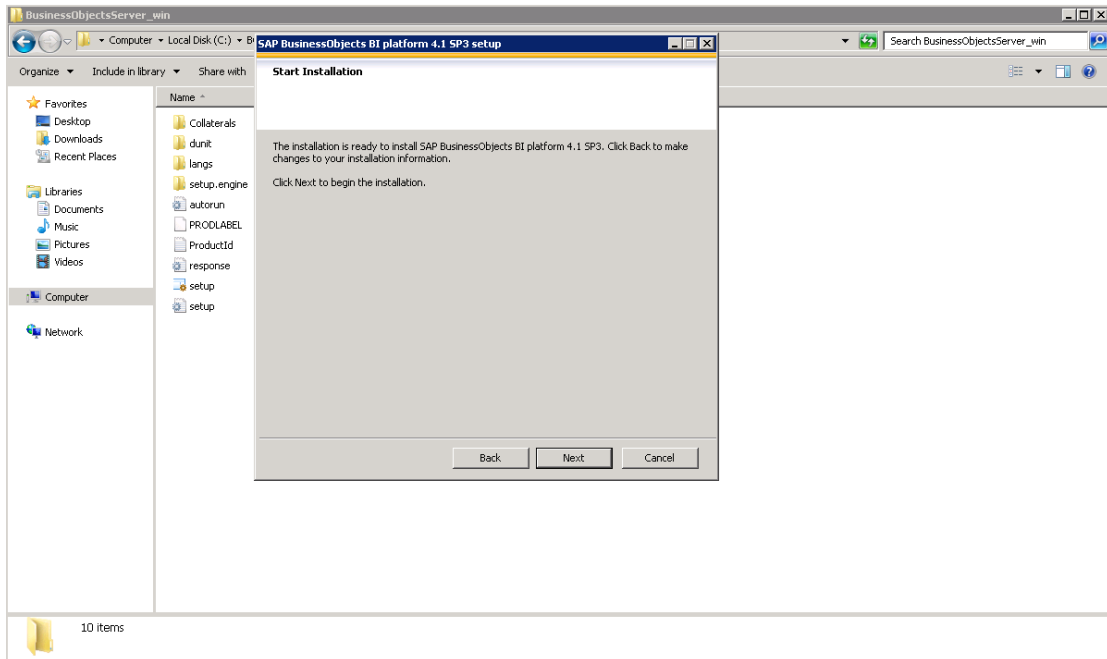 BusinessObjectsServer_win
Computer Local Disk (C:)
Search BusinessObjectsServer_win
Organize Include in library Share with
Favorites
Desktop
Downloads
Recent Places
Libraries
Documents
Music
Pictures
Videos
Computer
Network
Name
Collaterals
dunit
langs
setup.engine
autorun
PRODLABEL
ProductId
response
setup
setup
SAP BusinessObjects BI platform 4.1 SP3 setup
Start Installation
The installation is ready to install SAP BusinessObjects BI platform 4.1 SP3. Click Back to make
changes to your installation information.
Click Next to begin the installation.
Back Next Cancel
10 items